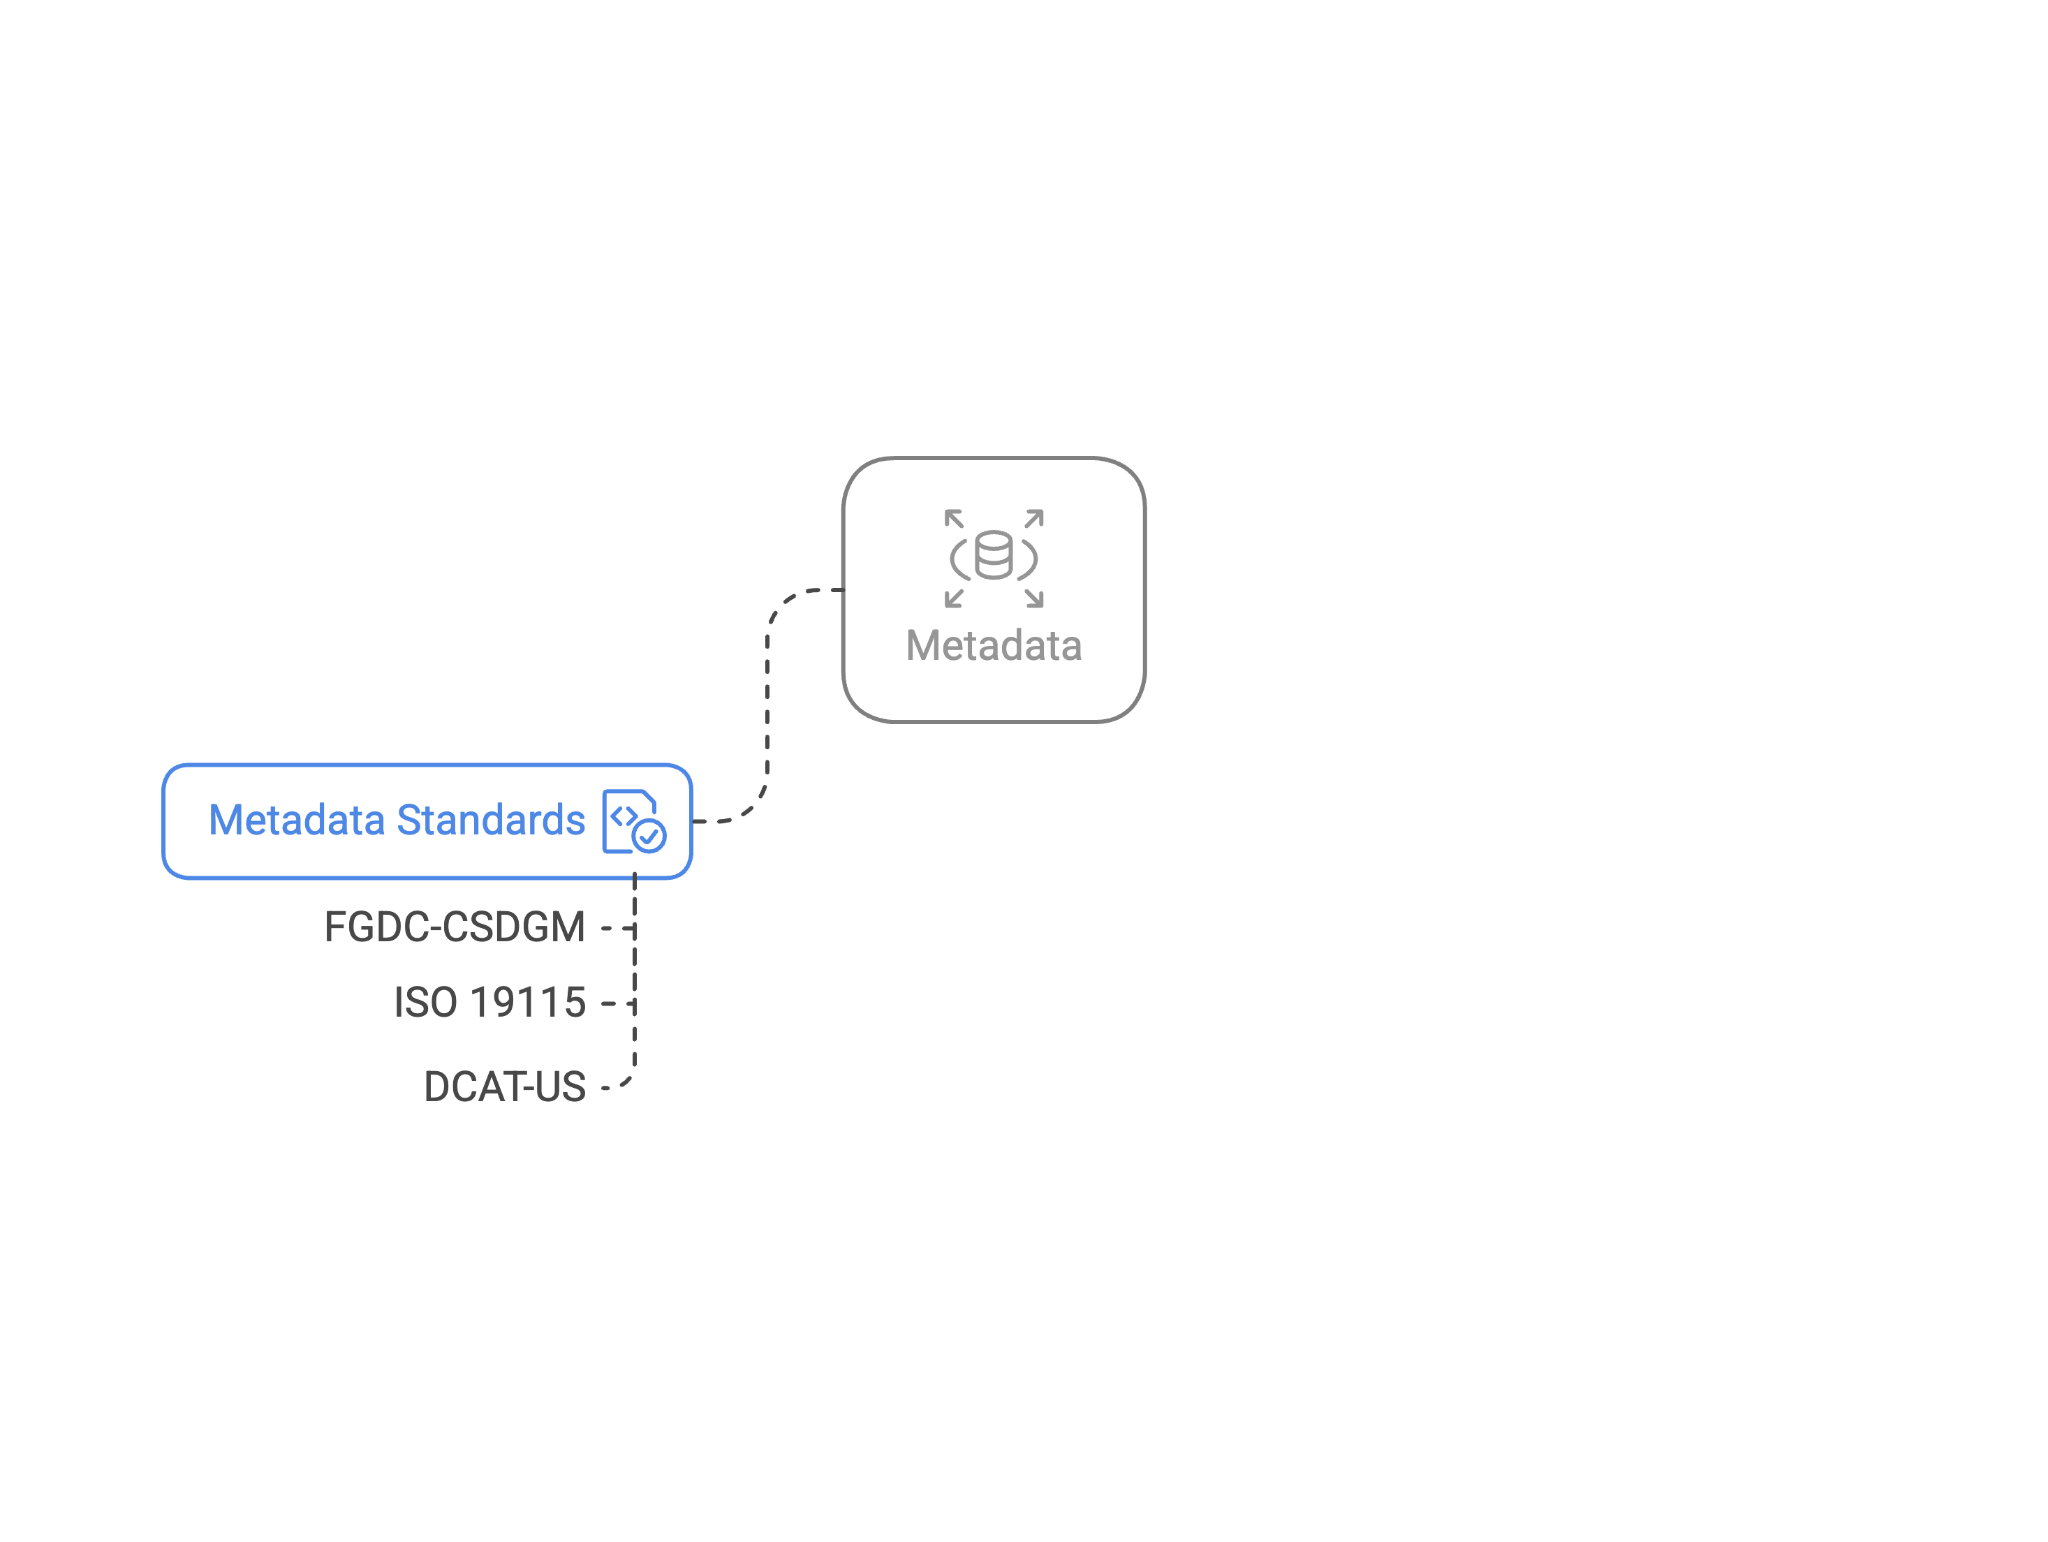 Metadata
Metadata Standards
FGDC-CSDGM
ISO 19115
DCAT-US